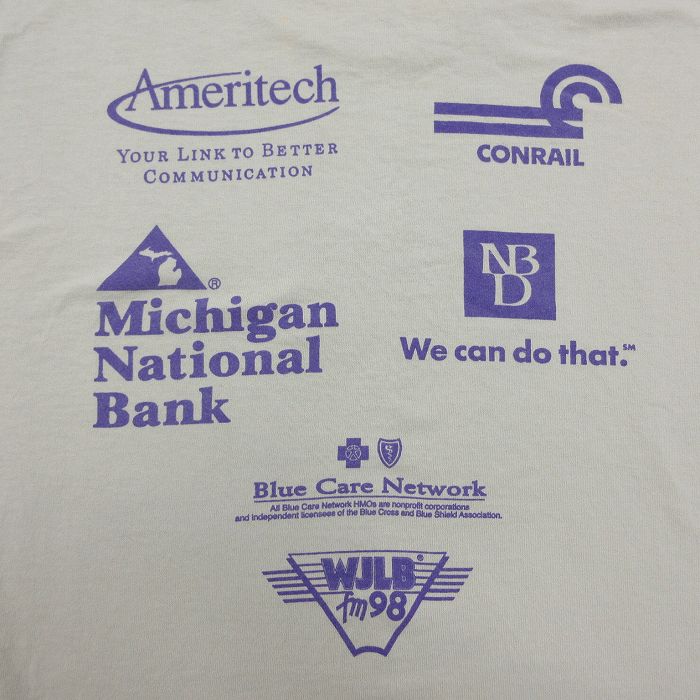 Ameritech
YOUR LINK TO BETTER
COMMUNICATION
CONRAIL
Michigan ®
National
Bank
NB
D
We can do that.℠
Blue Care Network
All Blue Care Network HMOs are nonprofit corporations
and independent licensees of the Blue Cross and Blue Shield Association.
WJLB®
fm98